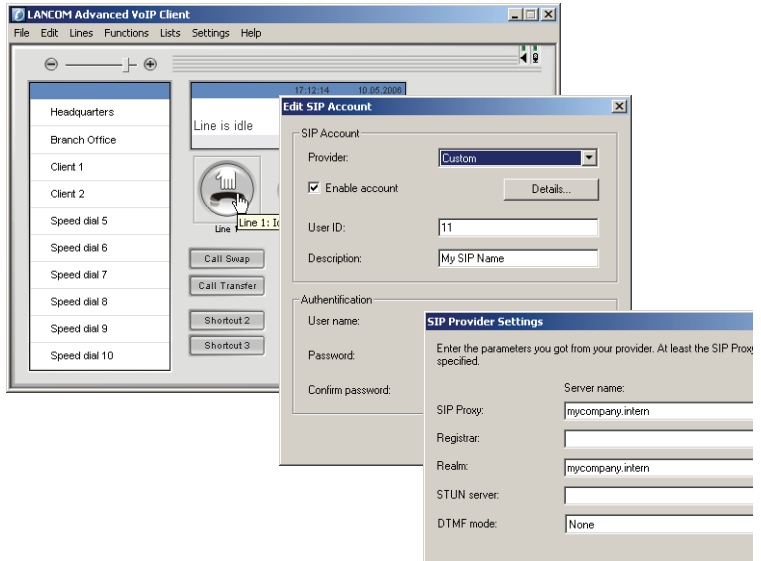 LANCOM Advanced VoIP Client
File Edit Lines Functions Lists Settings Help
Headquarters
Branch Office
Client 1
Client 2
Speed dial 5
Speed dial 6
Speed dial 7
Speed dial 8
Speed dial 9
Speed dial 10
17:12:14 10.05.2006
Line is idle
Line 1
Line 1: I
Call Swap
Call Transfer
Shortcut 2
Shortcut 3
Edit SIP Account
SIP Account
Provider: Custom
Enable account Details...
User ID: 11
Description: My SIP Name
Authentification
User name:
Password:
Confirm password:
SIP Provider Settings
Enter the parameters you got from your provider. At least the SIP Proxy
specified.
Server name:
SIP Proxy: mycompany.intern
Registrar:
Realm: mycompany.intern
STUN server:
DTMF mode: None